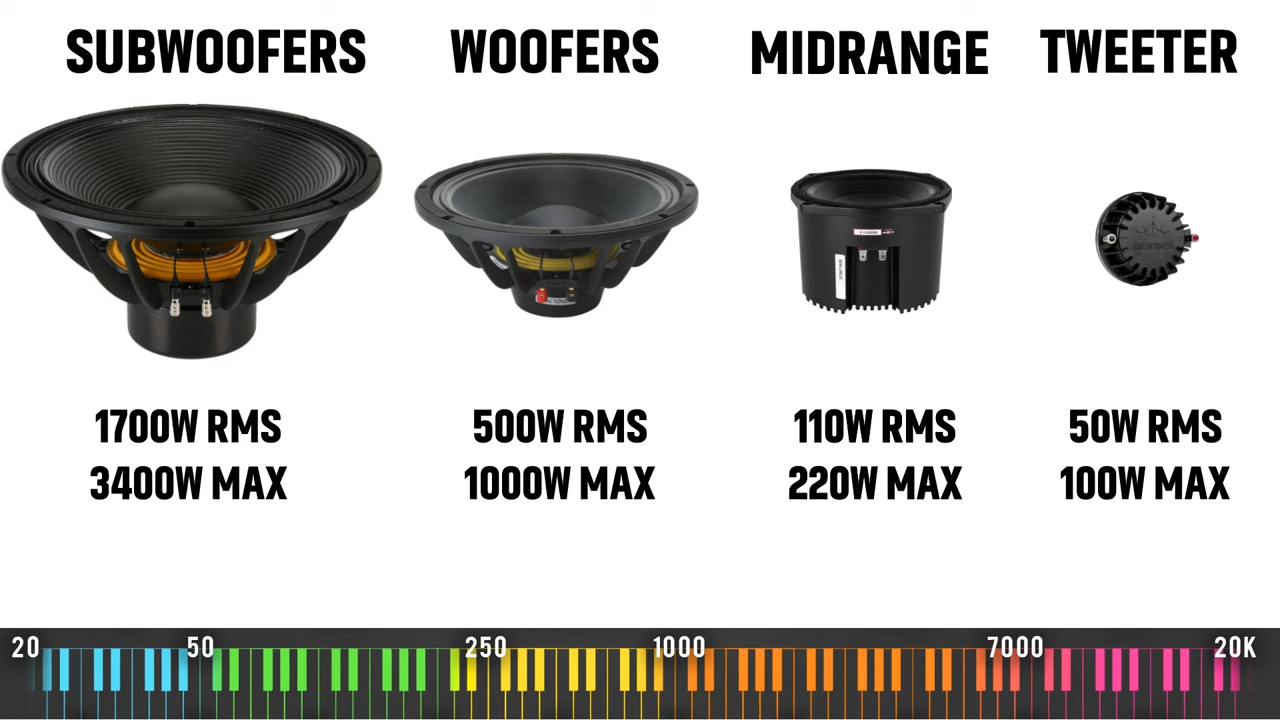 SUBWOOFERS
WOOFERS
MIDRANGE
TWEETER
1700W RMS
3400W MAX
500W RMS
1000W MAX
110W RMS
220W MAX
50W RMS
100W MAX
20 50 250 1000 7000 20K